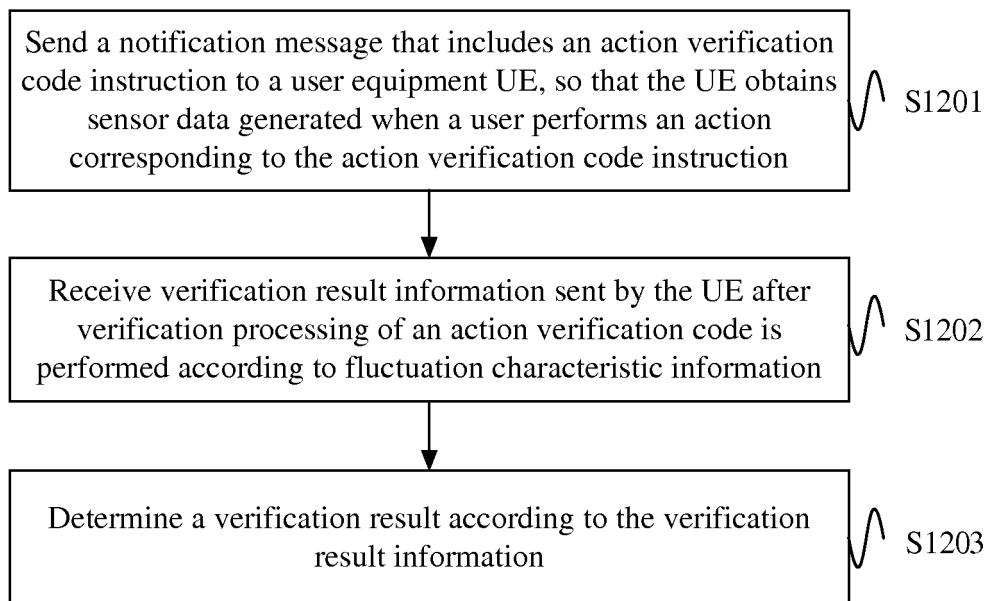 Send a notification message that includes an action verification
code instruction to a user equipment UE, so that the UE obtains
sensor data generated when a user performs an action
corresponding to the action verification code instruction
S1201
Receive verification result information sent by the UE after
verification processing of an action verification code is
performed according to fluctuation characteristic information
S1202
Determine a verification result according to the verification
result information
S1203